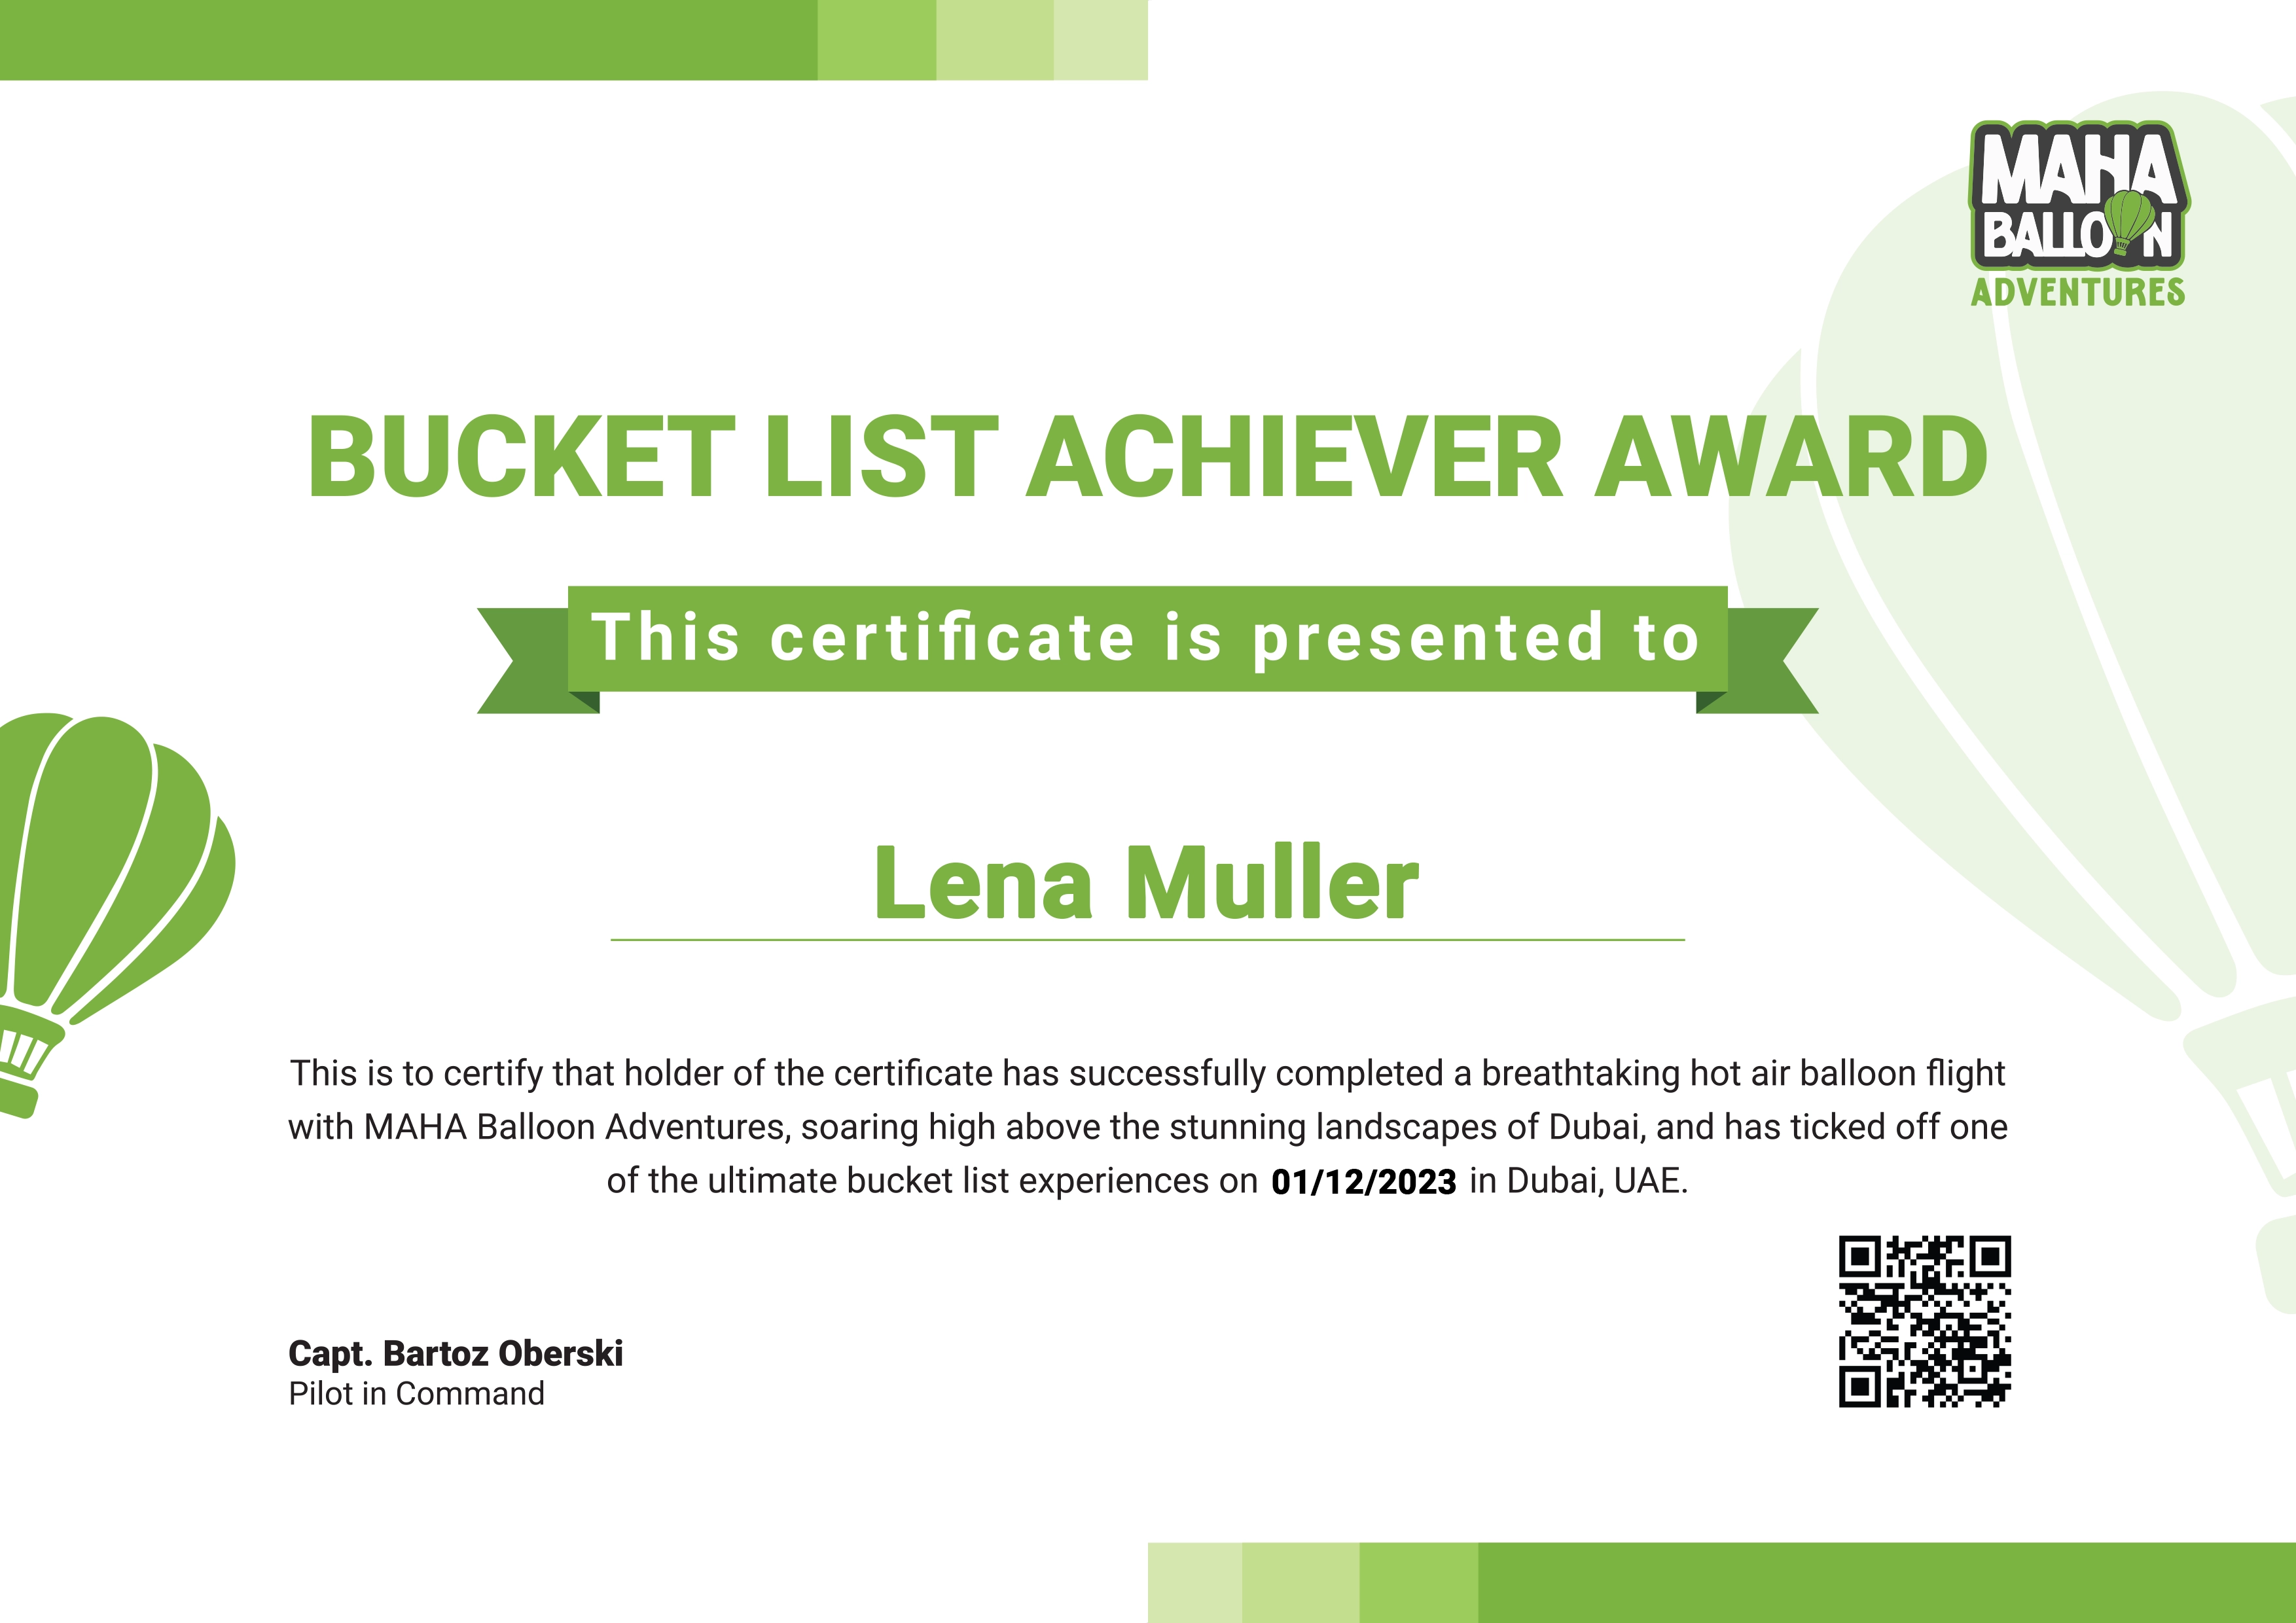 MAHA
BALLOON
ADVENTURES
BUCKET LIST ACHIEVER AWARD
This certificate is presented to
Lena Muller
This is to certify that holder of the certificate has successfully completed a breathtaking hot air balloon flight
with MAHA Balloon Adventures, soaring high above the stunning landscapes of Dubai, and has ticked off one
of the ultimate bucket list experiences on 01/12/2023 in Dubai, UAE.
Capt. Bartoz Oberski
Pilot in Command